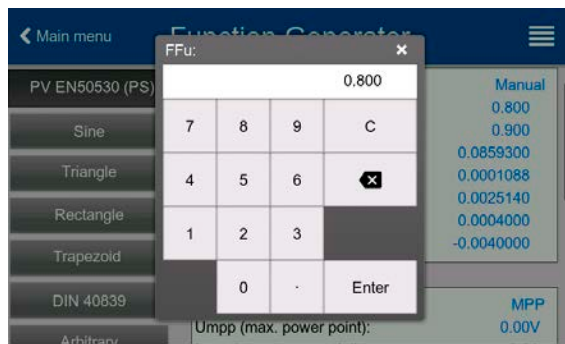 Main menu
Function Generator
FFu:
0.800
7 8 9 C
4 5 6
1 2 3
0 . Enter
PV EN50530 (PS)
Sine
Triangle
Rectangle
Trapezoid
DIN 40839
Arbitrary
Manual
0.800
0.900
0.0859300
0.0001088
0.0025140
0.0004000
-0.0040000
MPP
Umpp (max. power point): 0.00V